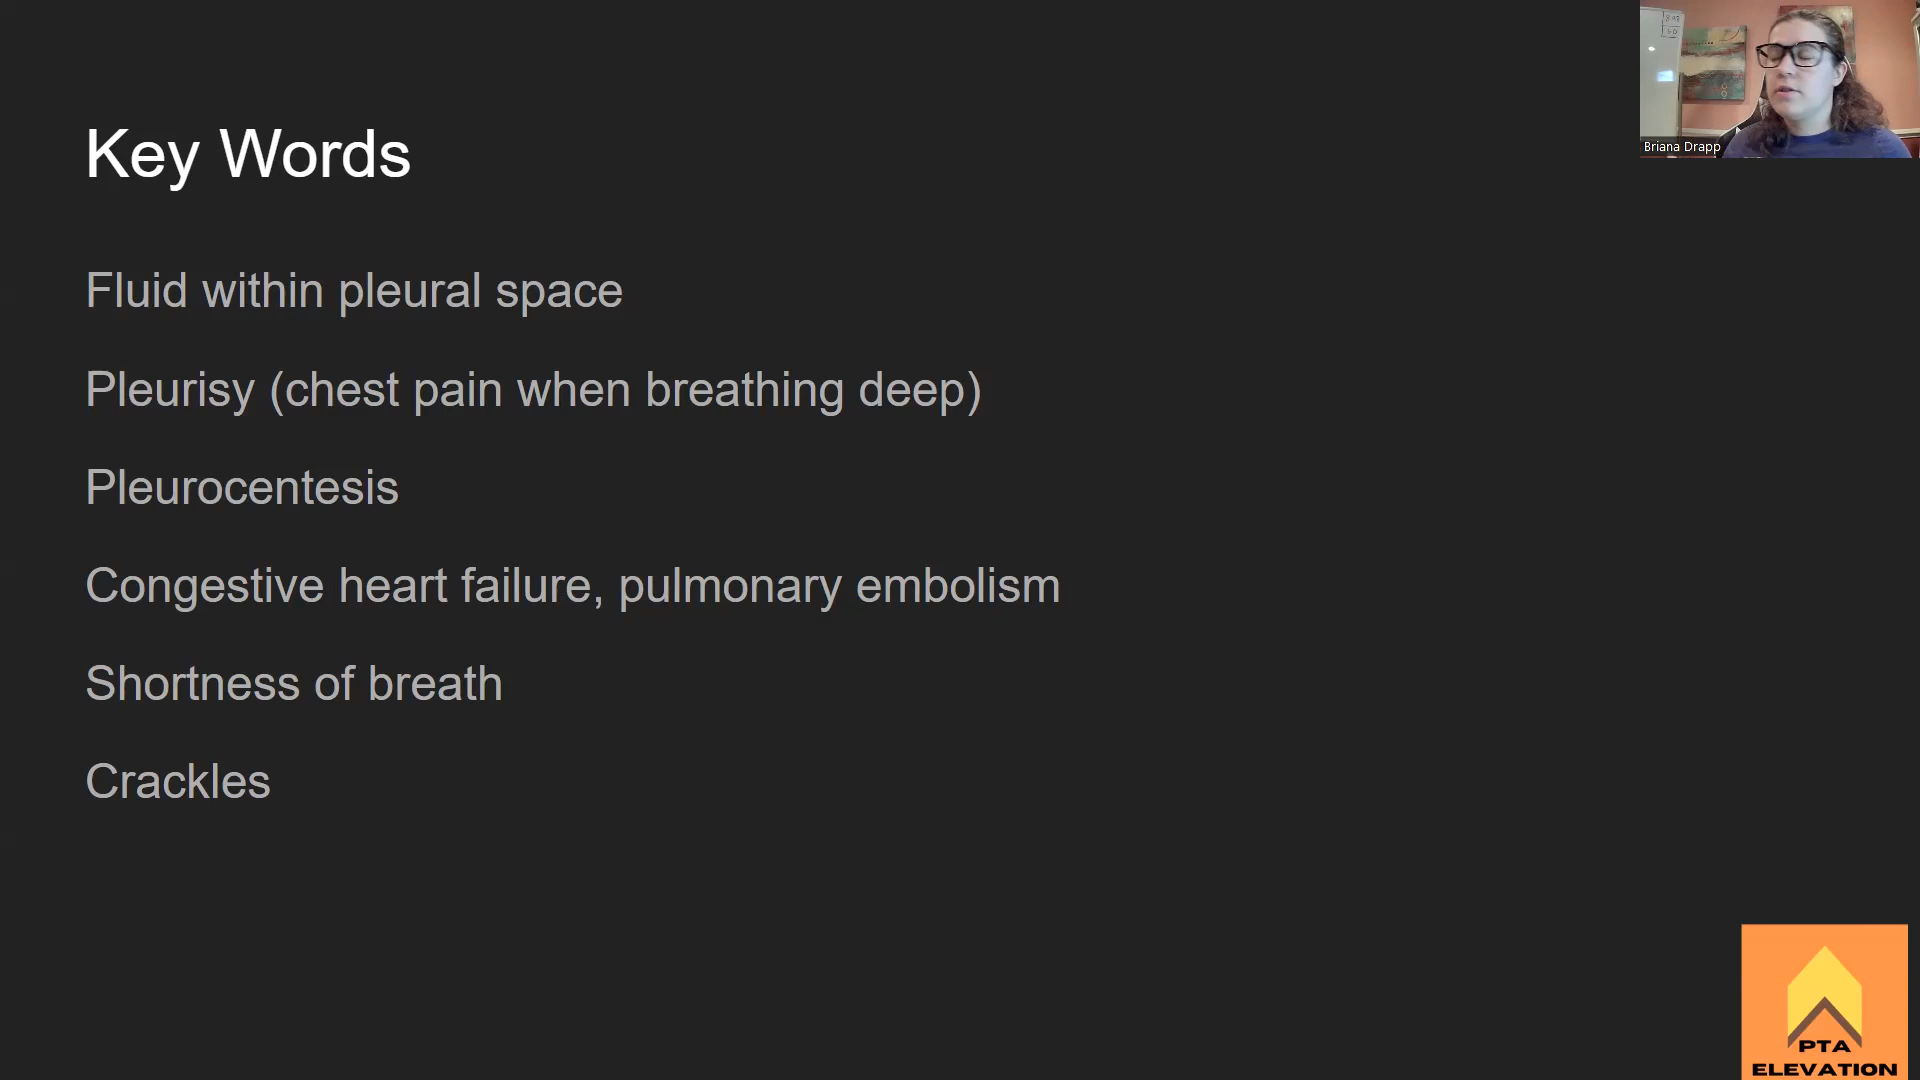 Key Words
Fluid within pleural space
Pleurisy (chest pain when breathing deep)
Pleurocentesis
Congestive heart failure, pulmonary embolism
Shortness of breath
Crackles
Briana Drapp
PTA
ELEVATION